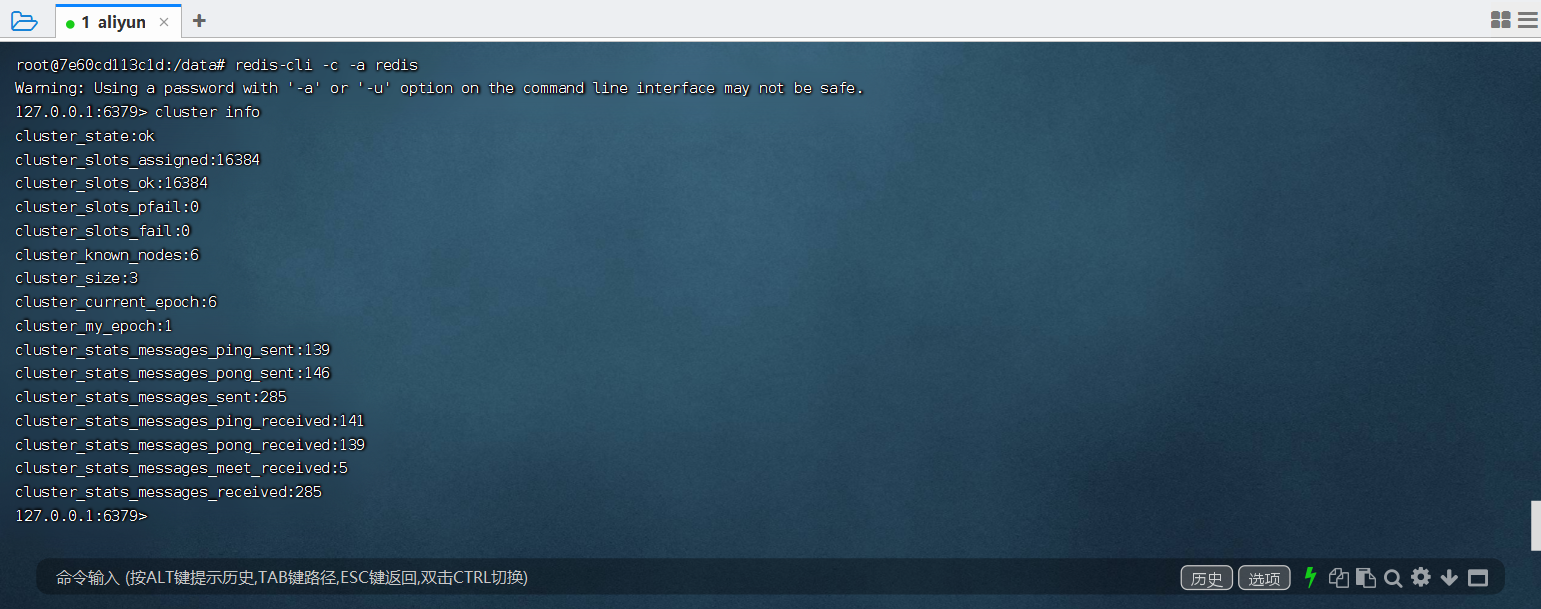 1 aliyun
root@7e60cd113c1d:/data# redis-cli -c -a redis
Warning: Using a password with '-a' or '-u' option on the command line interface may not be safe.
127.0.0.1:6379> cluster info
cluster_state:ok
cluster_slots_assigned:16384
cluster_slots_ok:16384
cluster_slots_pfail:0
cluster_slots_fail:0
cluster_known_nodes:6
cluster_size:3
cluster_current_epoch:6
cluster_my_epoch:1
cluster_stats_messages_ping_sent:139
cluster_stats_messages_pong_sent:146
cluster_stats_messages_sent:285
cluster_stats_messages_ping_received:141
cluster_stats_messages_pong_received:139
cluster_stats_messages_meet_received:5
cluster_stats_messages_received:285
127.0.0.1:6379>
命令输入 (按ALT键提示历史,TAB键路径,ESC键返回,双击CTRL切换) 历史 选项